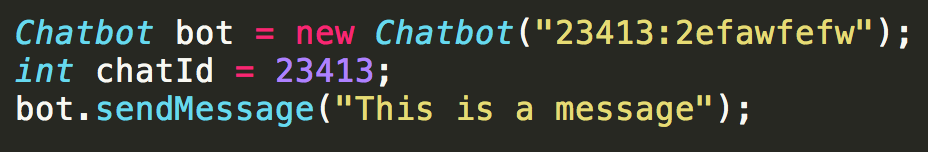 Chatbot bot = new Chatbot("23413:2efawfefw");
int chatId = 23413;
bot.sendMessage("This is a message");